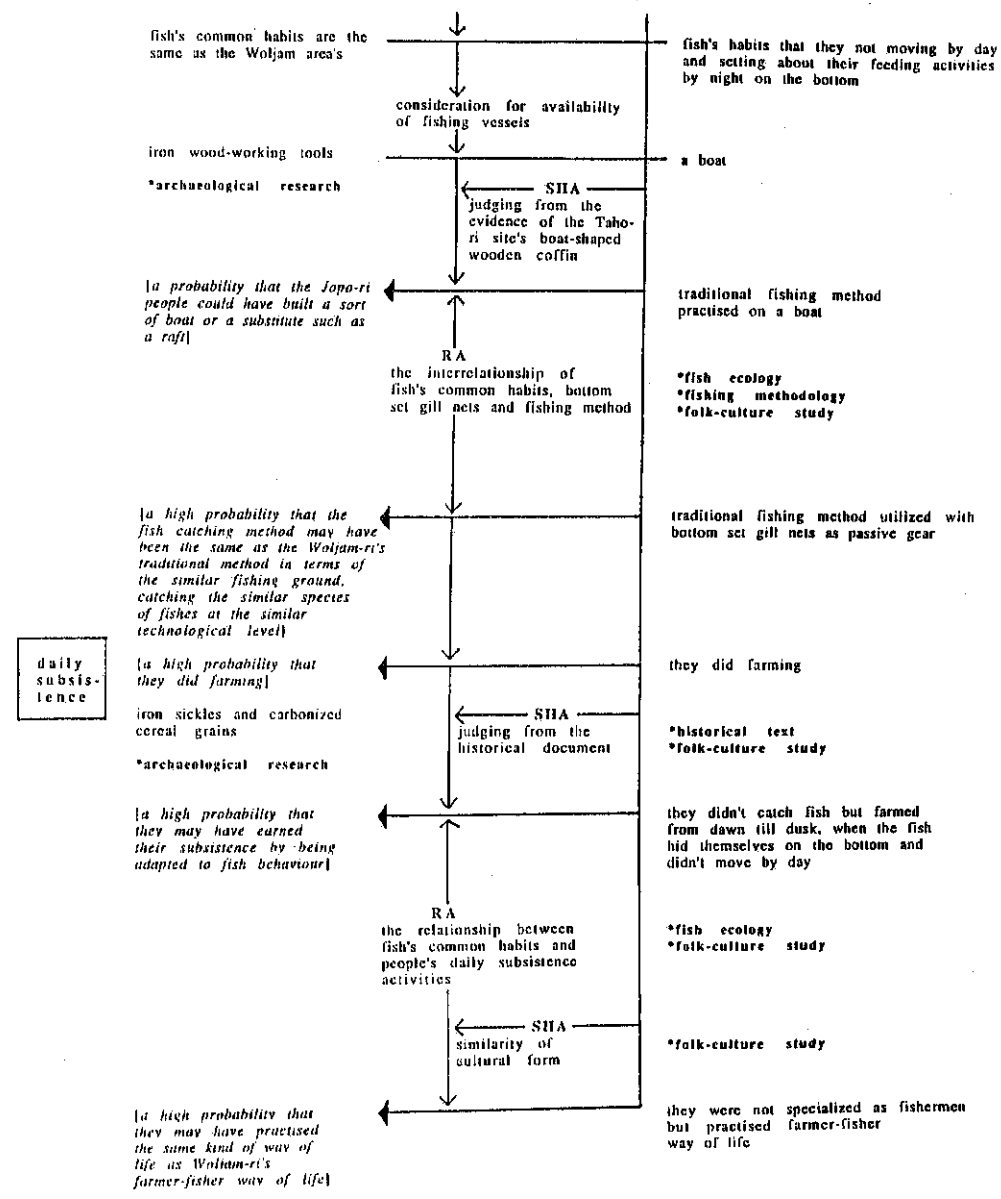 fish's common habits are the
same as the Woljam area's
fish's habits that they not moving by day
and setting about their feeding activities
by night on the bottom
consideration for availability
of fishing vessels
iron wood-working tools
a boat
*archaeological research
SHA
judging from the
evidence of the Taho-
ri site's boat-shaped
wooden coffin
[a probability that the Jopo-ri
people could have built a sort
of boat or a substitute such as
a raft]
traditional fishing method
practised on a boat
RA
the interrelationship of
fish's common habits, bottom
set gill nets and fishing method
*fish ecology
*fishing methodology
*folk-culture study
[a high probability that the
fish catching method may have
been the same as the Woljam-ri's
traditional method in terms of
the similar fishing ground,
catching the similar species
of fishes at the similar
technological level]
traditional fishing method utilized with
bottom set gill nets as passive gear
daily
subsis-
tence
[a high probability that
they did farming]
they did farming
iron sickles and carbonized
cereal grains
*archaeological research
SHA
judging from the
historical document
*historical text
*folk-culture study
[a high probability that
they may have earned
their subsistence by being
adapted to fish behaviour]
they didn't catch fish but farmed
from dawn till dusk, when the fish
hid themselves on the bottom and
didn't move by day
RA
the relationship between
fish's common habits and
people's daily subsistence
activities
*fish ecology
*folk-culture study
SHA
similarity of
cultural form
*folk-culture study
[a high probability that
they may have practised
the same kind of way of
life as Woljam-ri's
farmer-fisher way of life]
they were not specialized as fishermen
but practised farmer-fisher
way of life